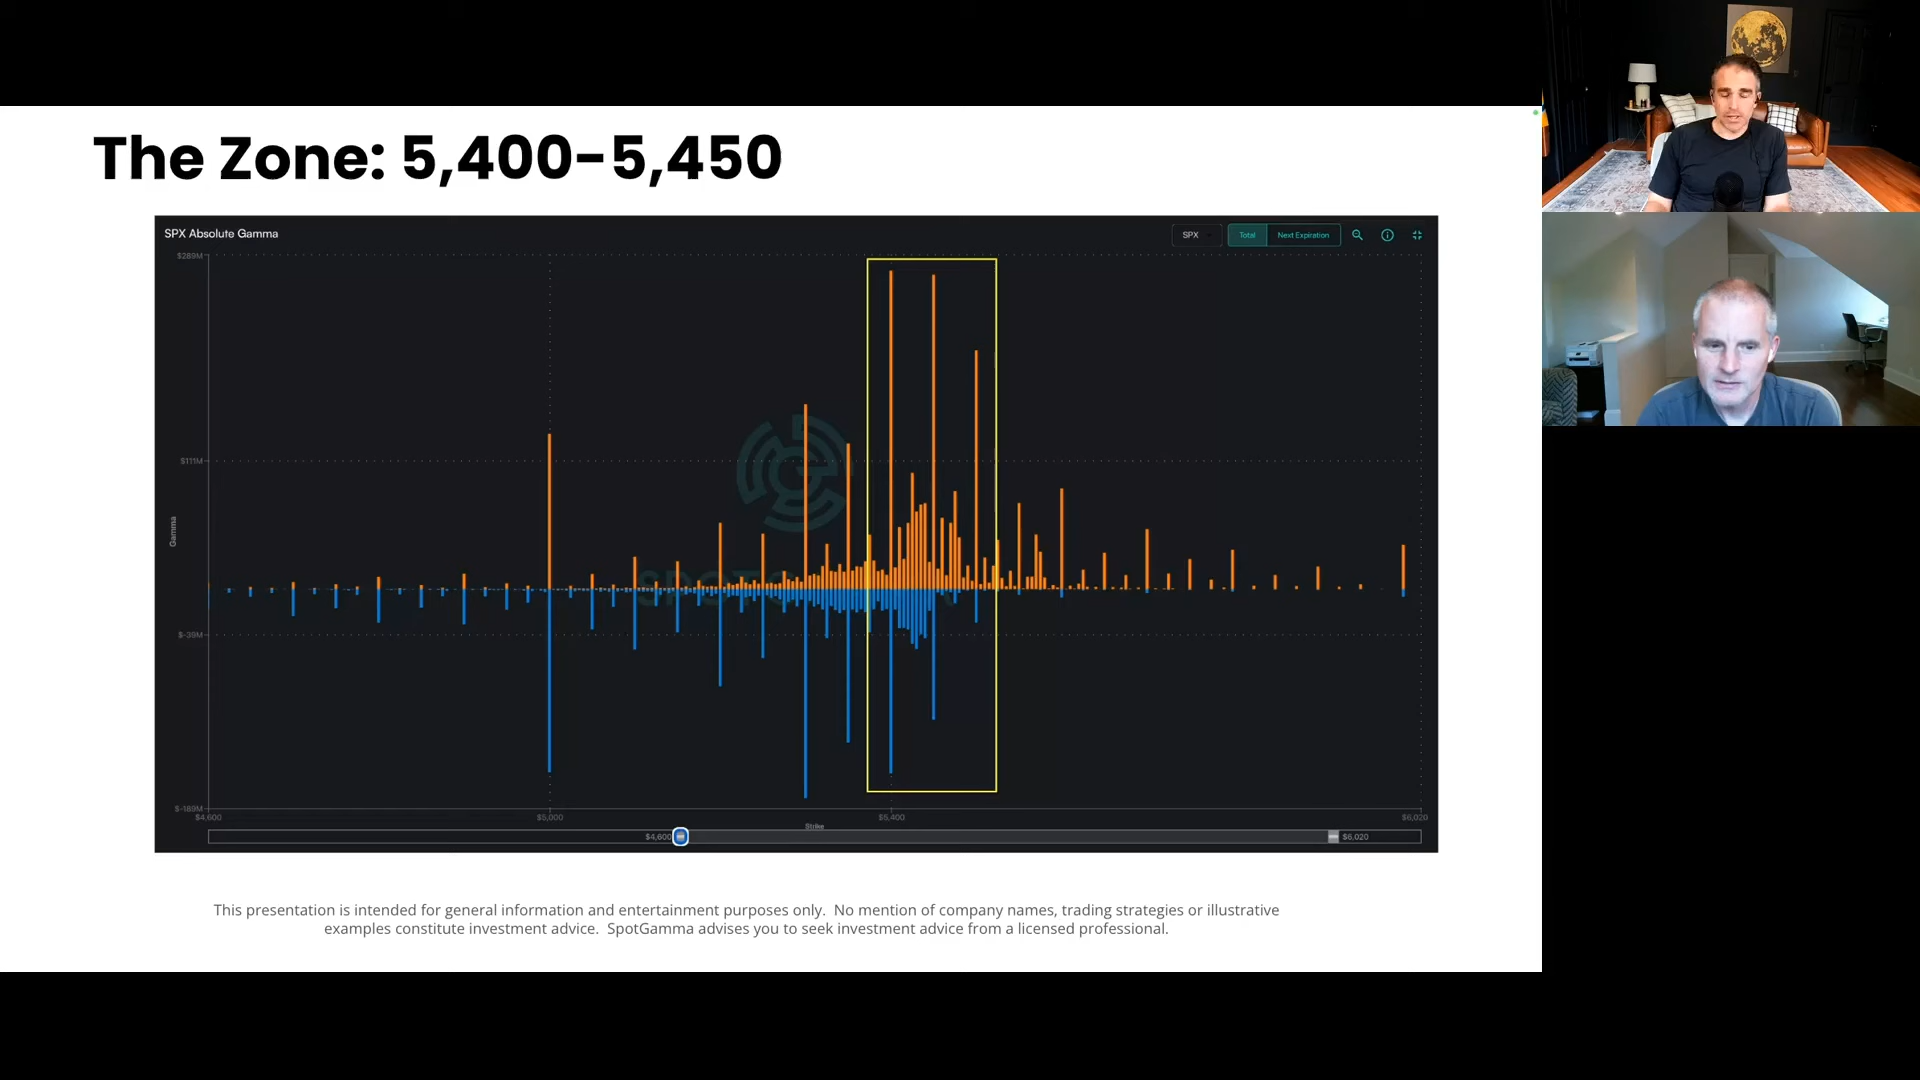 The Zone: 5,400-5,450
SPX Absolute Gamma
SPX
Total
Next Expiration
$289M
$111M
Gamma
$-39M
$-189M
SPOTG
$4,600
$5,000
$5,400
$6,020
Strike
$4,600
$6,020
This presentation is intended for general information and entertainment purposes only. No mention of company names, trading strategies or illustrative
examples constitute investment advice. SpotGamma advises you to seek investment advice from a licensed professional.